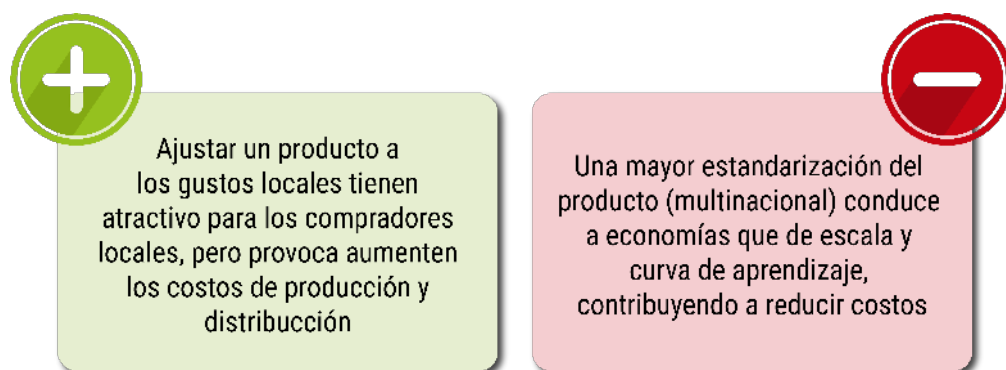 Ajustar un producto a
los gustos locales tienen
atractivo para los compradores
locales, pero provoca aumenten
los costos de producción y
distribucción
Una mayor estandarización del
producto (multinacional) conduce
a economías que de escala y
curva de aprendizaje,
contribuyendo a reducir costos